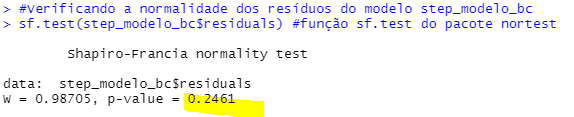 > #verificando a normalidade dos resíduos do modelo step_modelo_bc
> sf.test(step_modelo_bc$residuals) #função sf.test do pacote nortest
Shapiro-Francia normality test
data:  step_modelo_bc$residuals
W = 0.98705, p-value = 0.2461